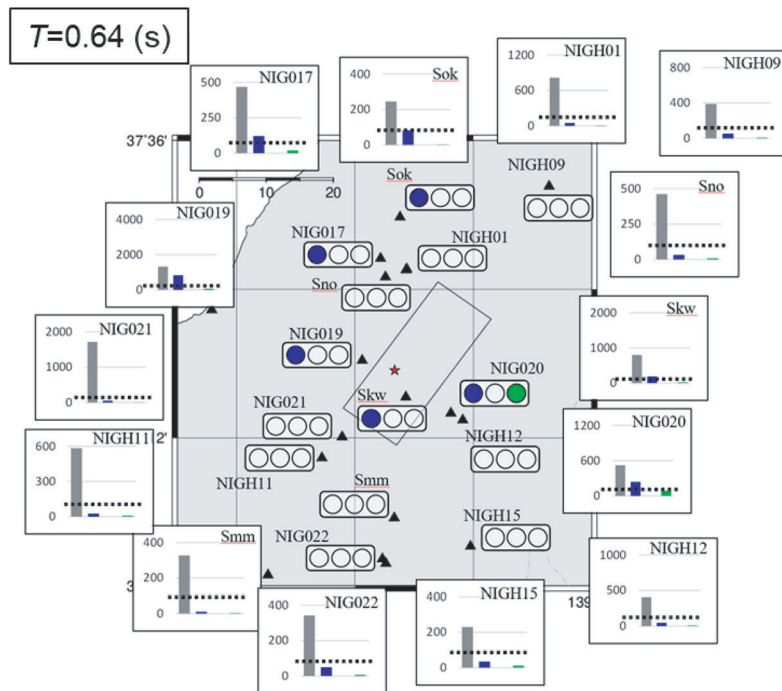 T=0.64 (s)
NIG017
500
250
0
Sok
400
200
0
NIGH01
1200
600
0
NIGH09
800
400
0
37˚36'
0
10
20
NIGH09
Sok
NIG019
4000
2000
0
NIG017
NIGH01
Sno
500
250
0
Sno
NIG021
2000
1000
0
NIG019
NIG020
Skw
2000
1000
0
Skw
NIG021
NIGH11
600
300
0
2'
NIGH12
NIG020
1200
600
0
NIGH11
Smm
Smm
400
200
0
NIG022
NIGH15
NIGH12
1000
500
0
3
139
NIG022
400
200
0
NIGH15
400
200
0